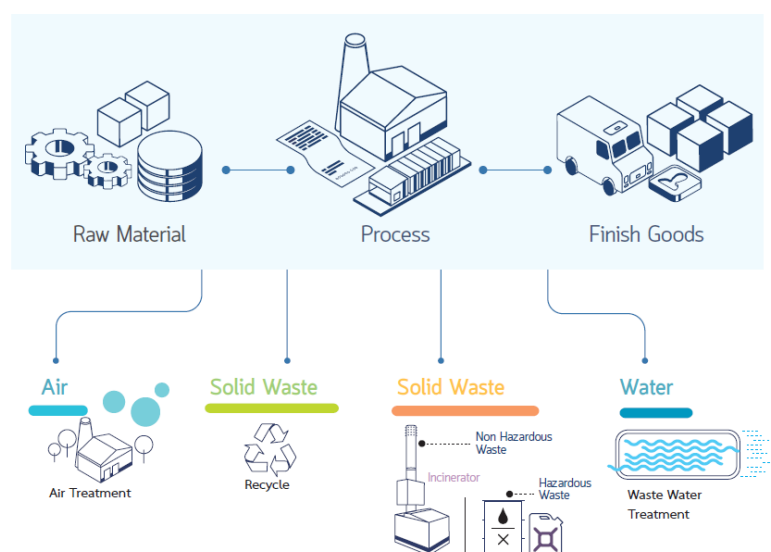 Raw Material
Process
Finish Goods
Air
Solid Waste
Solid Waste
Water
Air Treatment
Recycle
Non Hazardous
Waste
Incinerator
Hazardous
Waste
Waste Water
Treatment